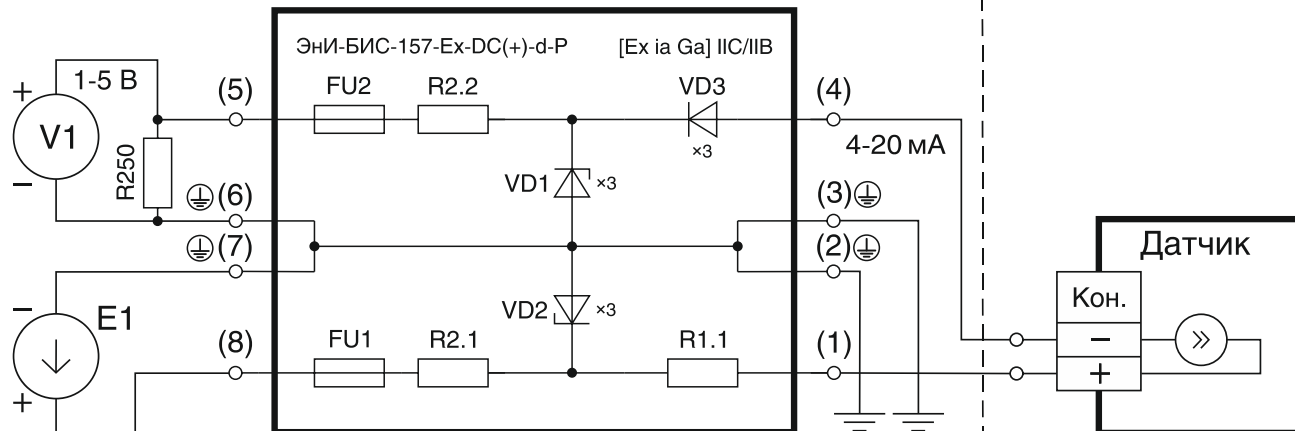 ЭнИ-БИС-157-Ex-DC(+)-d-P
[Ex ia Ga] IIC/IIB
1-5 В
+
V1
−
R250
(5)
FU2
R2.2
VD3
×3
(4)
4-20 мА
VD1
×3
(6)
(7)
(3)
(2)
Датчик
Кон.
−
+
−
E1
+
VD2
×3
(8)
FU1
R2.1
R1.1
(1)